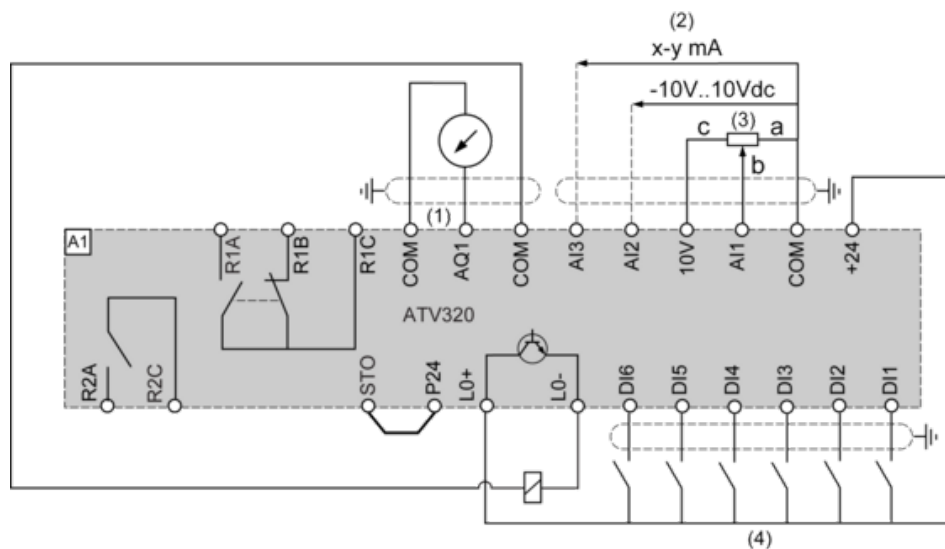 (2)
x-y mA
-10V..10Vdc
c (3) a
b
(1)
A1
R1A R1B R1C COM AQ1 COM AI3 AI2 10V AI1 COM +24
ATV320
R2A R2C STO P24 L0+ L0- DI6 DI5 DI4 DI3 DI2 DI1
(4)